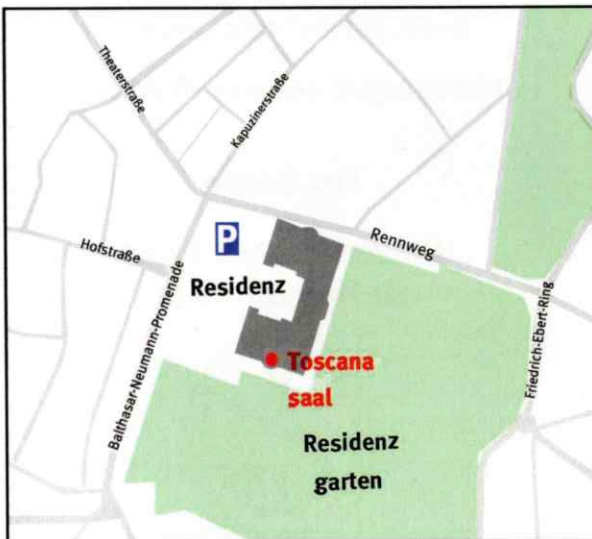 Theaterstraße
Kapuzinerstraße
P
Rennweg
Hofstraße
Residenz
Balthasar-Neumann-Promenade
Friedrich-Ebert-Ring
Toscana
saal
Residenz
garten